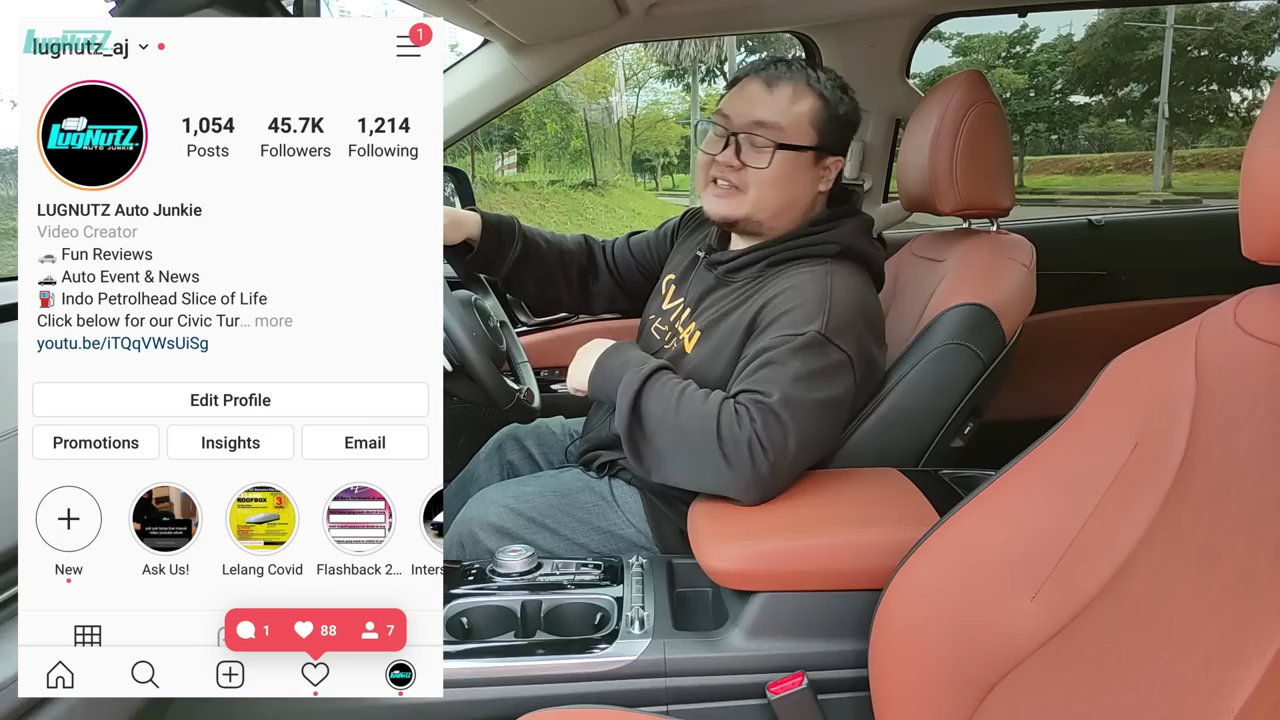 LugNutZ
lugnutz_aj
1
LugNutZ
AUTO JUNKIE
1,054
Posts
45.7K
Followers
1,214
Following
LUGNUTZ Auto Junkie
Video Creator
Fun Reviews
Auto Event & News
Indo Petrolhead Slice of Life
Click below for our Civic Tur... more
youtu.be/iTQqVWsUiSg
Edit Profile
Promotions
Insights
Email
ROOFBOX
3
New
Ask Us!
Lelang Covid
Flashback 2...
Inters
1
88
7